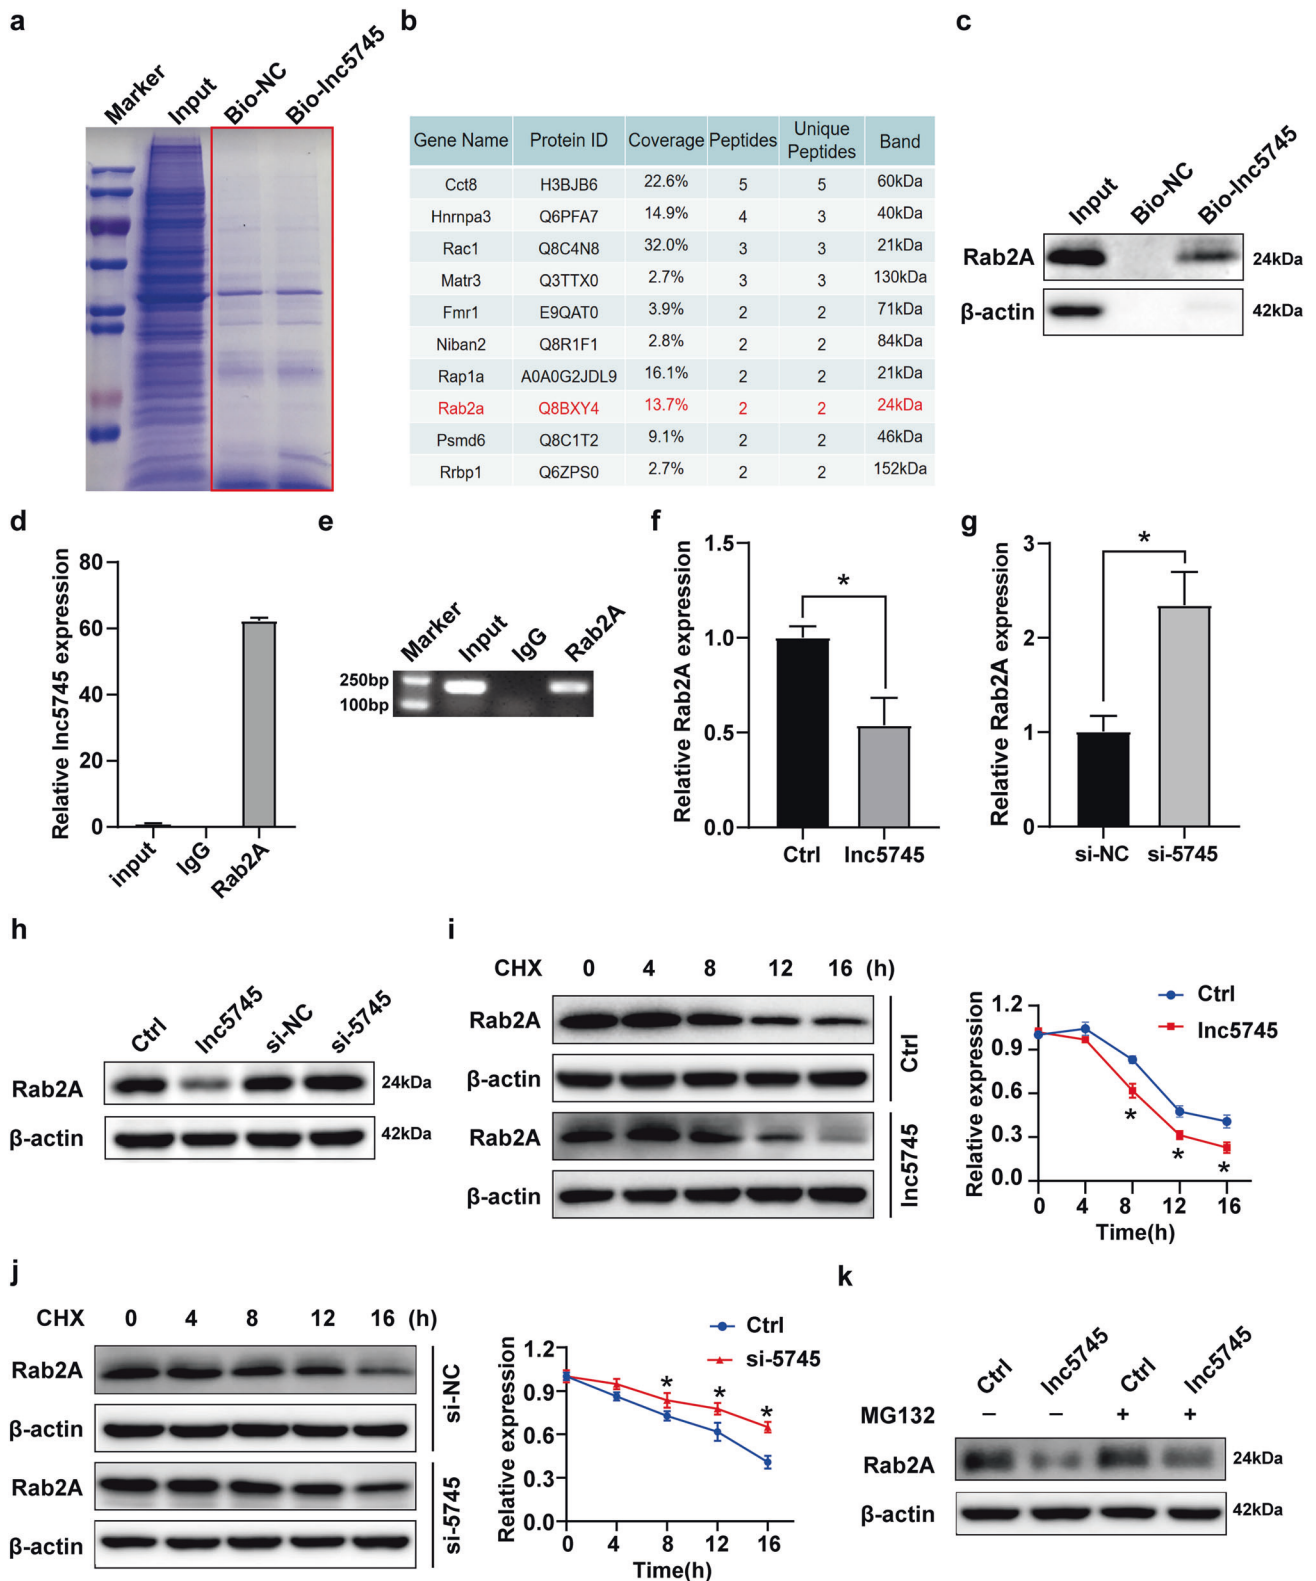 a
Marker
Input
Bio-NC
Bio-lnc5745
b
Gene Name Protein ID Coverage Peptides Unique Peptides Band
Cct8 H3BJB6 22.6% 5 5 60kDa
Hnrnpa3 Q6PFA7 14.9% 4 3 40kDa
Rac1 Q8C4N8 32.0% 3 3 21kDa
Matr3 Q3TTX0 2.7% 3 3 130kDa
Fmr1 E9QAT0 3.9% 2 2 71kDa
Niban2 Q8R1F1 2.8% 2 2 84kDa
Rap1a A0A0G2JDL9 16.1% 2 2 21kDa
Rab2a Q8BXY4 13.7% 2 2 24kDa
Psmd6 Q8C1T2 9.1% 2 2 46kDa
Rrbp1 Q6ZPS0 2.7% 2 2 152kDa
c
Input
Bio-NC
Bio-lnc5745
Rab2A 24kDa
β-actin 42kDa
d
Relative lnc5745 expression
80
60
40
20
0
input
IgG
Rab2A
e
Marker
Input
IgG
Rab2A
250bp
100bp
f
Relative Rab2A expression
1.5
1.0
0.5
0.0
*
Ctrl lnc5745
g
Relative Rab2A expression
3
2
1
0
*
si-NC si-5745
h
Ctrl
lnc5745
si-NC
si-5745
Rab2A 24kDa
β-actin 42kDa
i
CHX 0 4 8 12 16 (h)
Rab2A
β-actin
Ctrl
Rab2A
β-actin
lnc5745
Ctrl
lnc5745
Relative expression
1.2
0.9
0.6
0.3
0.0
* * *
0 4 8 12 16
Time(h)
j
CHX 0 4 8 12 16 (h)
Rab2A
β-actin
si-NC
Rab2A
β-actin
si-5745
Ctrl
si-5745
Relative expression
1.2
0.9
0.6
0.3
0.0
* * *
0 4 8 12 16
Time(h)
k
Ctrl
lnc5745
Ctrl
lnc5745
MG132 − − + +
Rab2A 24kDa
β-actin 42kDa